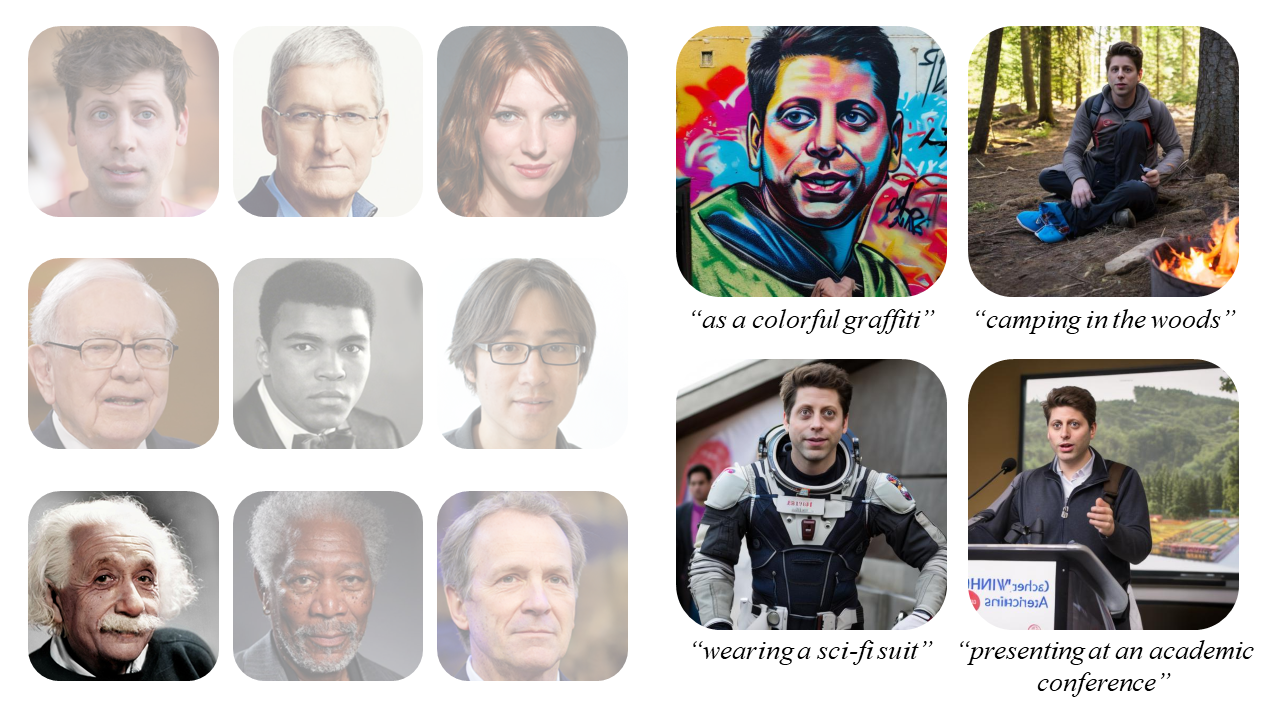 “as a colorful graffiti”
“camping in the woods”
“wearing a sci-fi suit”
“presenting at an academic
conference”